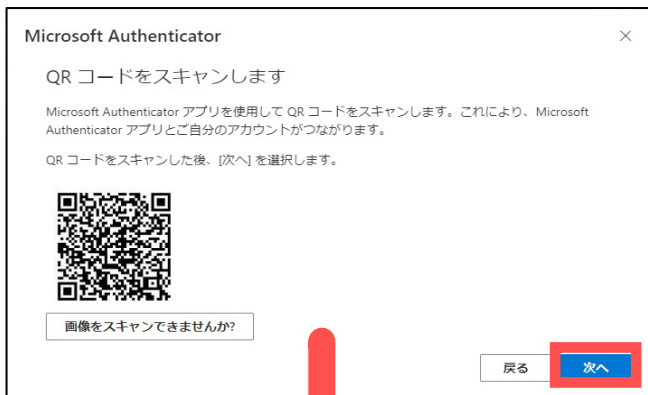 Microsoft Authenticator
QR コードをスキャンします
Microsoft Authenticator アプリを使用して QR コードをスキャンします。これにより、Microsoft
Authenticator アプリとご自分のアカウントがつながります。
QR コードをスキャンした後、[次へ] を選択します。
画像をスキャンできませんか?
戻る
次へ